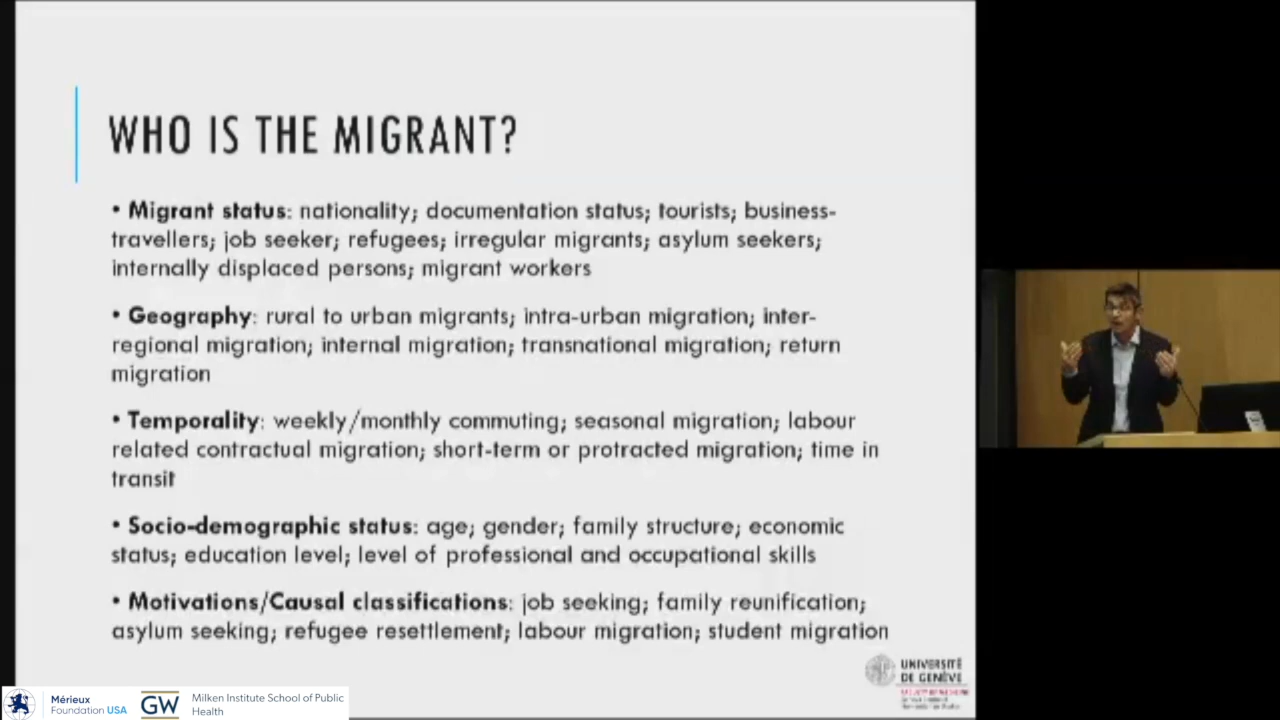 WHO IS THE MIGRANT?
• Migrant status: nationality; documentation status; tourists; business-
travellers; job seeker; refugees; irregular migrants; asylum seekers;
internally displaced persons; migrant workers
• Geography: rural to urban migrants; intra-urban migration; inter-
regional migration; internal migration; transnational migration; return
migration
• Temporality: weekly/monthly commuting; seasonal migration; labour
related contractual migration; short-term or protracted migration; time in
transit
• Socio-demographic status: age; gender; family structure; economic
status; education level; level of professional and occupational skills
• Motivations/Causal classifications: job seeking; family reunification;
asylum seeking; refugee resettlement; labour migration; student migration
UNIVERSITÉ
DE GENÈVE
Mérieux
Foundation USA
GW
Milken Institute School of Public
Health